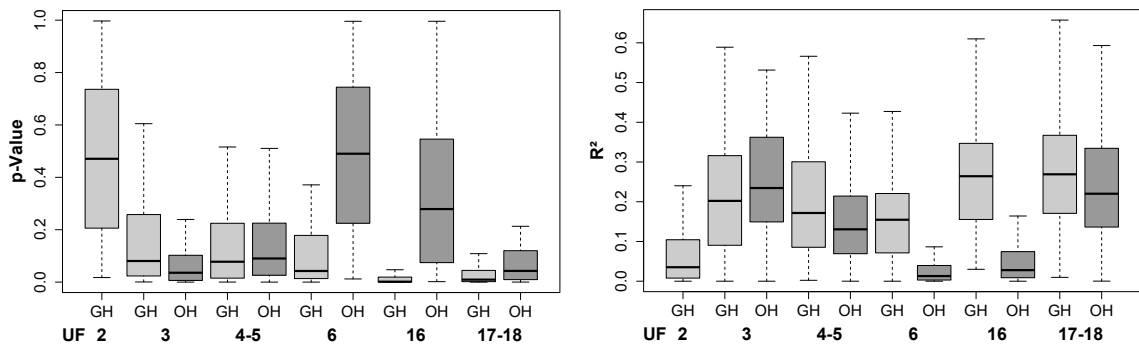 p-Value
1.0
0.8
0.6
0.4
0.2
0.0
GH GH OH GH OH GH OH GH OH GH OH
UF 2 3 4-5 6 16 17-18
R²
0.6
0.5
0.4
0.3
0.2
0.1
0.0
GH GH OH GH OH GH OH GH OH GH OH
UF 2 3 4-5 6 16 17-18